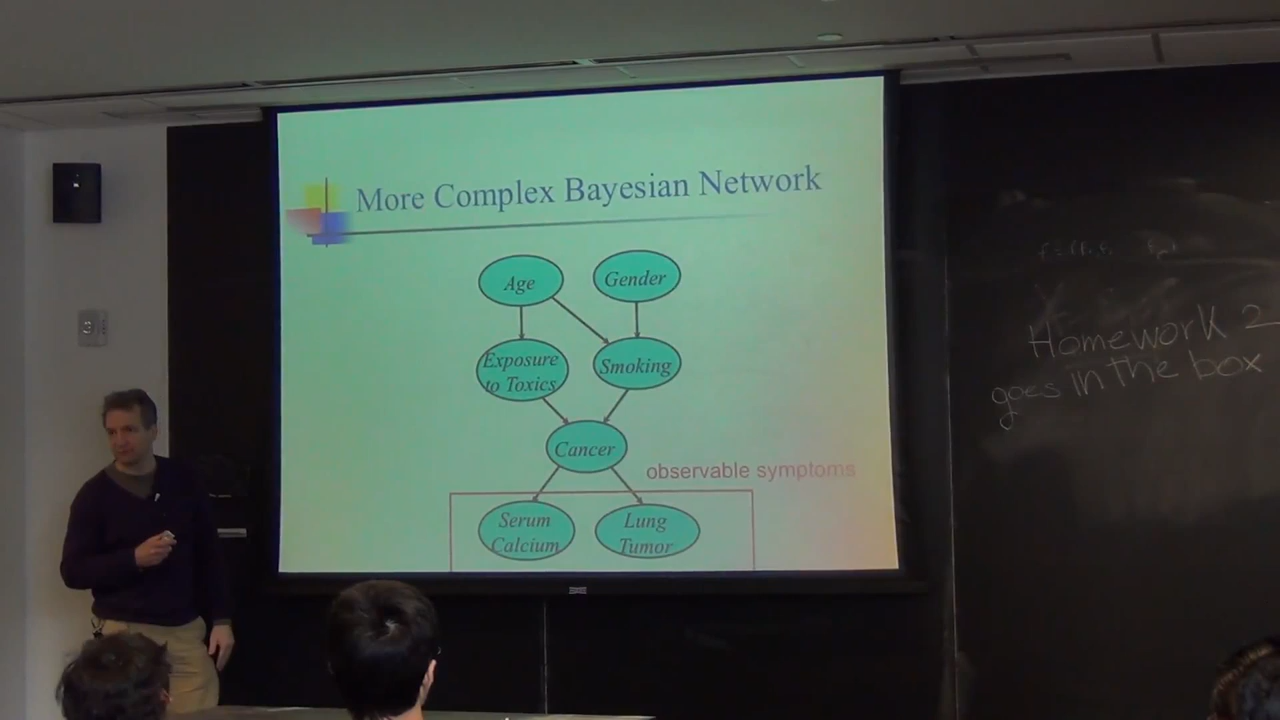 More Complex Bayesian Network
Age
Gender
Exposure
to Toxics
Smoking
Cancer
observable symptoms
Serum
Calcium
Lung
Tumor
Homework 2
goes in the box